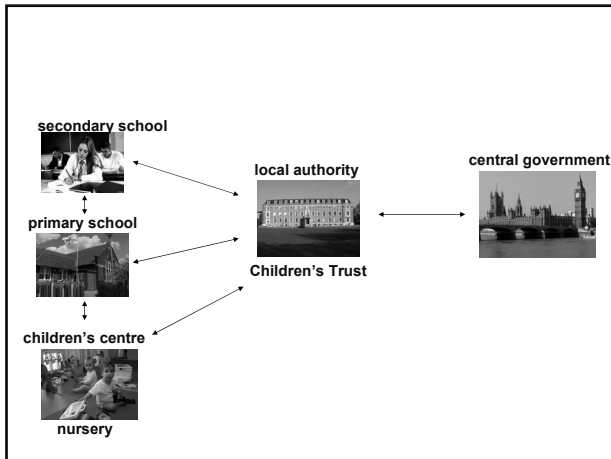 secondary school
primary school
children's centre
nursery
local authority
Children's Trust
central government